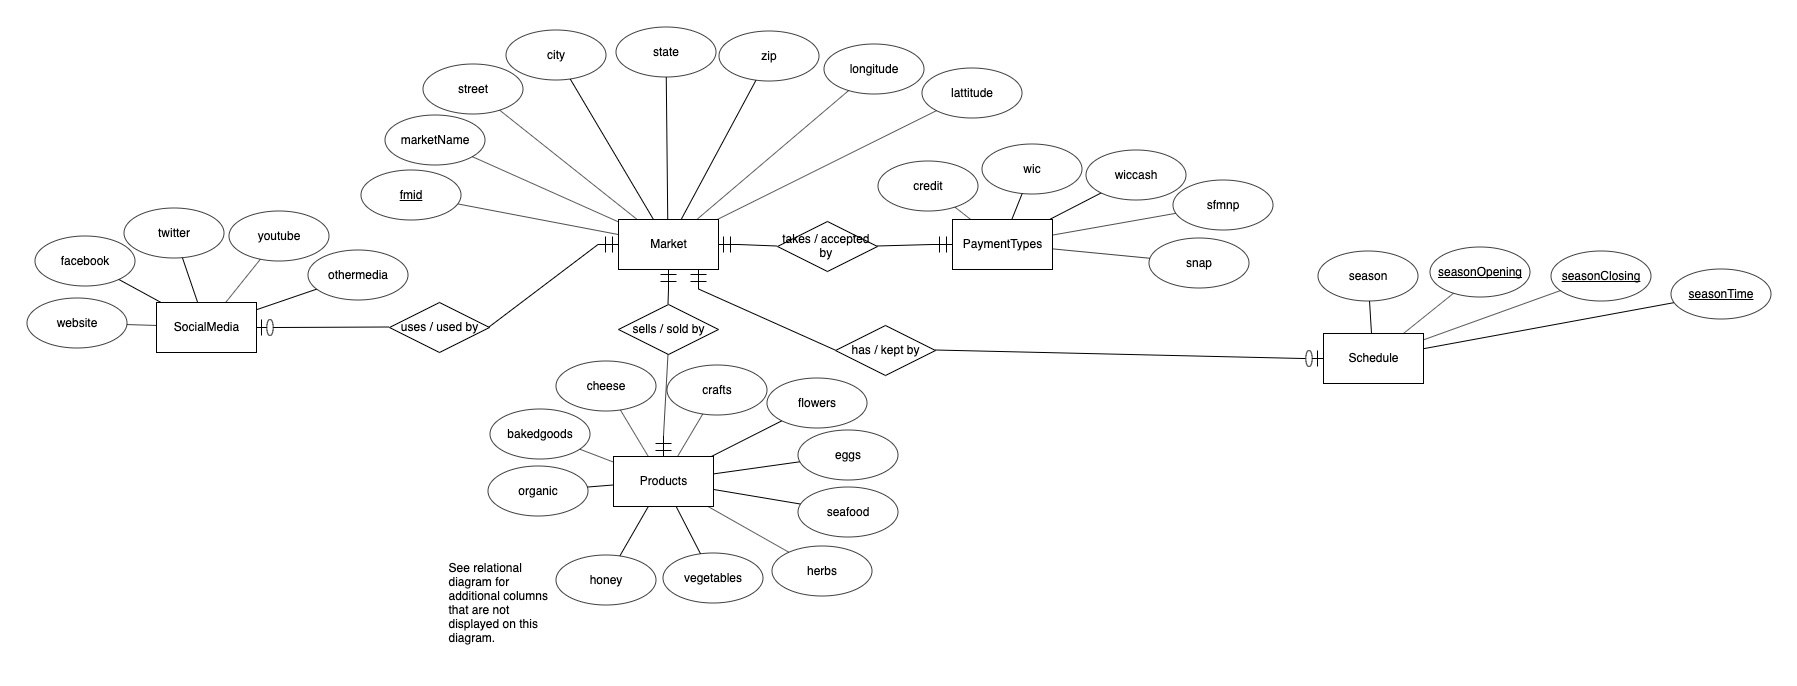 city
state
zip
longitude
lattitude
street
marketName
fmid
credit
wic
wiccash
sfmnp
snap
Market
takes / accepted
by
PaymentTypes
facebook
twitter
youtube
othermedia
website
SocialMedia
uses / used by
sells / sold by
has / kept by
season
seasonOpening
seasonClosing
seasonTime
Schedule
cheese
crafts
flowers
bakedgoods
eggs
organic
Products
seafood
honey
vegetables
herbs
See relational
diagram for
additional columns
that are not
displayed on this
diagram.